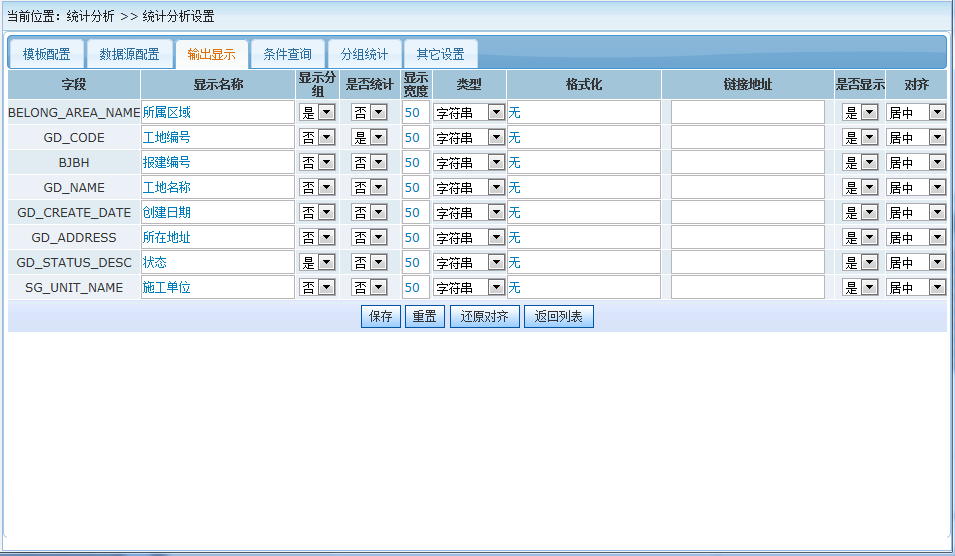 当前位置：统计分析 >> 统计分析设置
模板配置 数据源配置 输出显示 条件查询 分组统计 其它设置
字段 显示名称 显示分组 是否统计 显示宽度 类型 格式化 链接地址 是否显示 对齐
BELONG_AREA_NAME 所属区域 是 否 50 字符串 无 是 居中
GD_CODE 工地编号 否 是 50 字符串 无 是 居中
BJBH 报建编号 否 否 50 字符串 无 是 居中
GD_NAME 工地名称 否 否 50 字符串 无 是 居中
GD_CREATE_DATE 创建日期 否 否 50 字符串 无 是 居中
GD_ADDRESS 所在地址 否 否 50 字符串 无 是 居中
GD_STATUS_DESC 状态 是 否 50 字符串 无 是 居中
SG_UNIT_NAME 施工单位 否 否 50 字符串 无 是 居中
保存 重置 还原对齐 返回列表